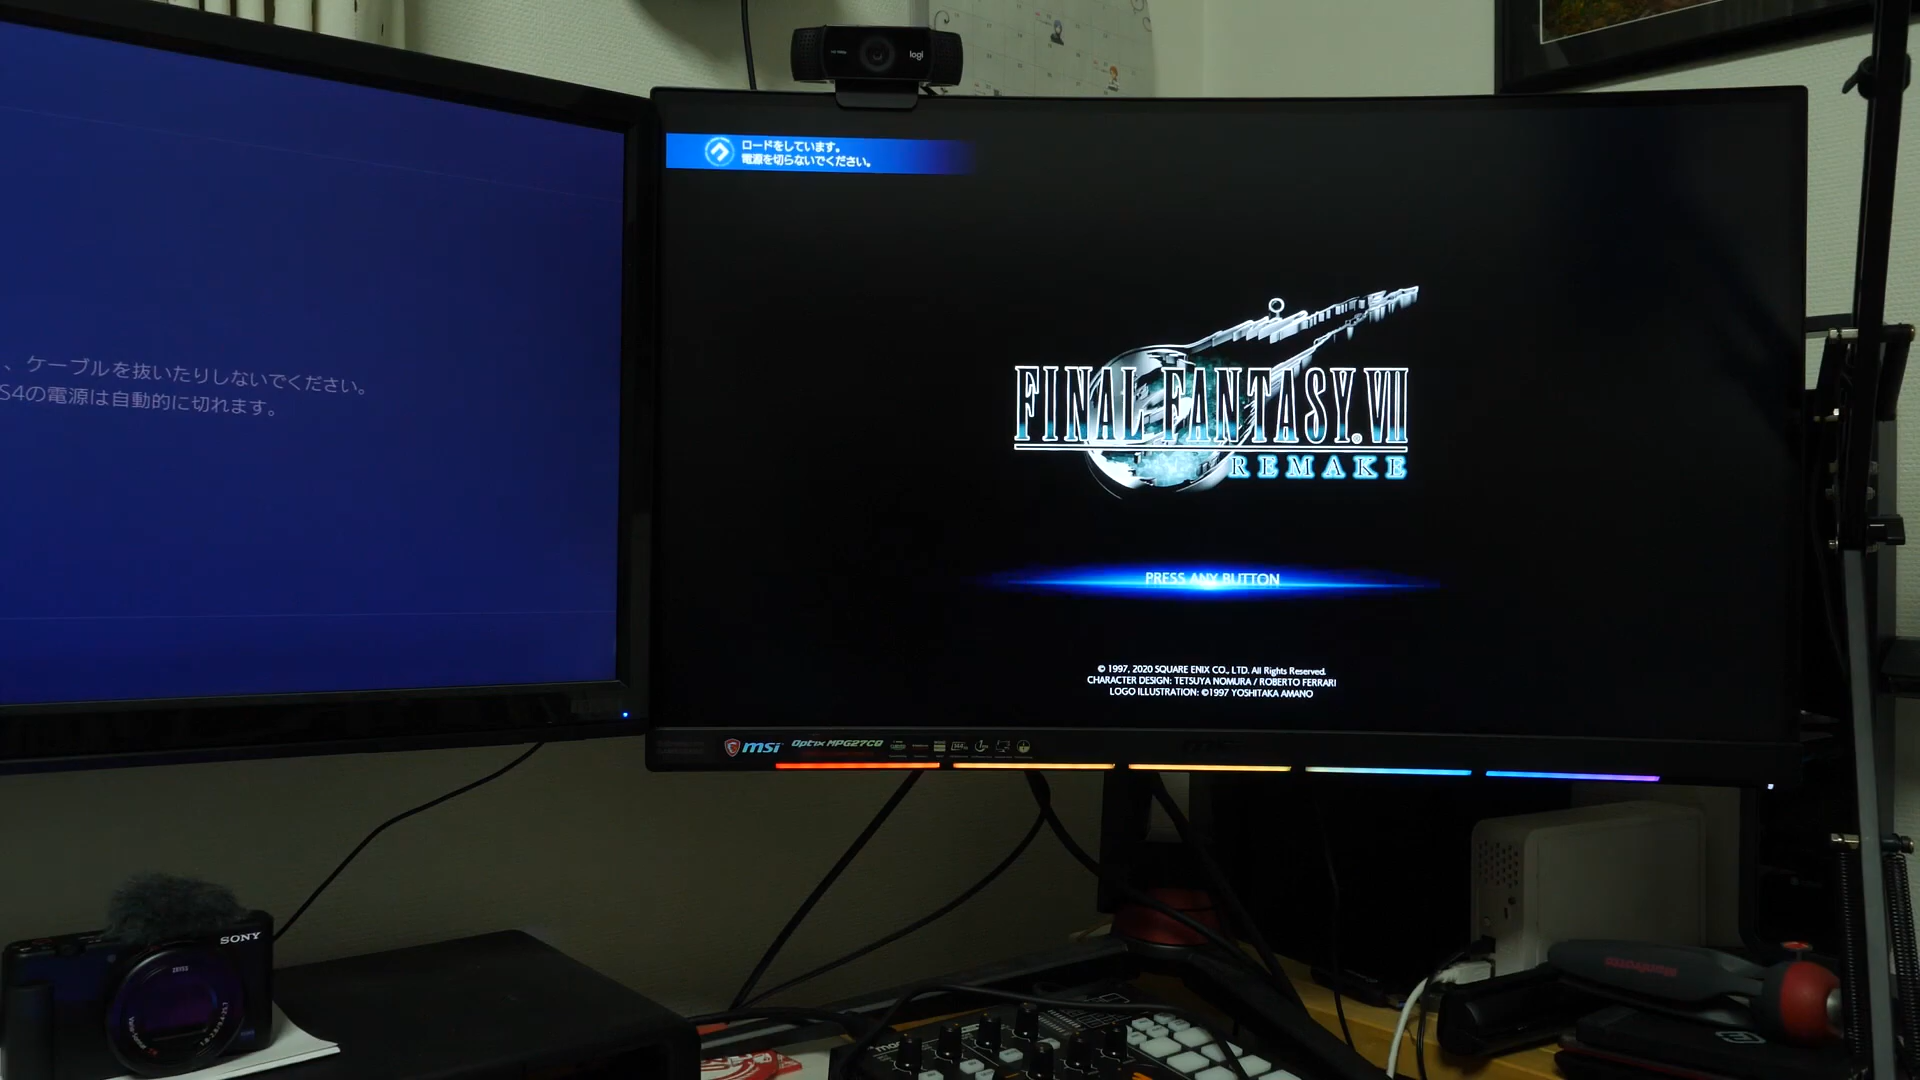 logi
ロードをしています。
電源を切らないでください。
、ケーブルを抜いたりしないでください。
S4の電源は自動的に切れます。
FINAL FANTASY VII
REMAKE
PRESS ANY BUTTON
© 1997, 2020 SQUARE ENIX CO., LTD. All Rights Reserved.
CHARACTER DESIGN: TETSUYA NOMURA / ROBERTO FERRARI
LOGO ILLUSTRATION: ©1997 YOSHITAKA AMANO
msi Optix MPG27CQ
SONY
ZEISS
Manfrotto